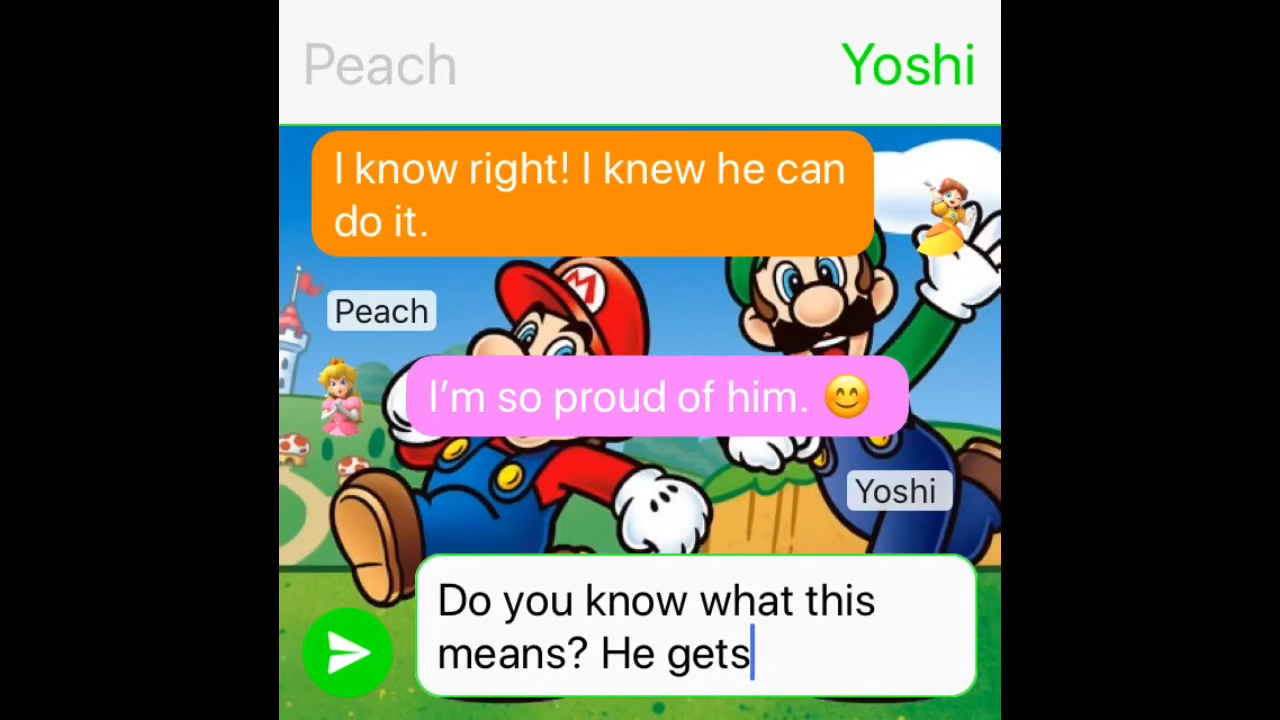 Peach Yoshi
I know right! I knew he can
do it.
Peach
I’m so proud of him. 😊
Yoshi
Do you know what this
means? He gets
M